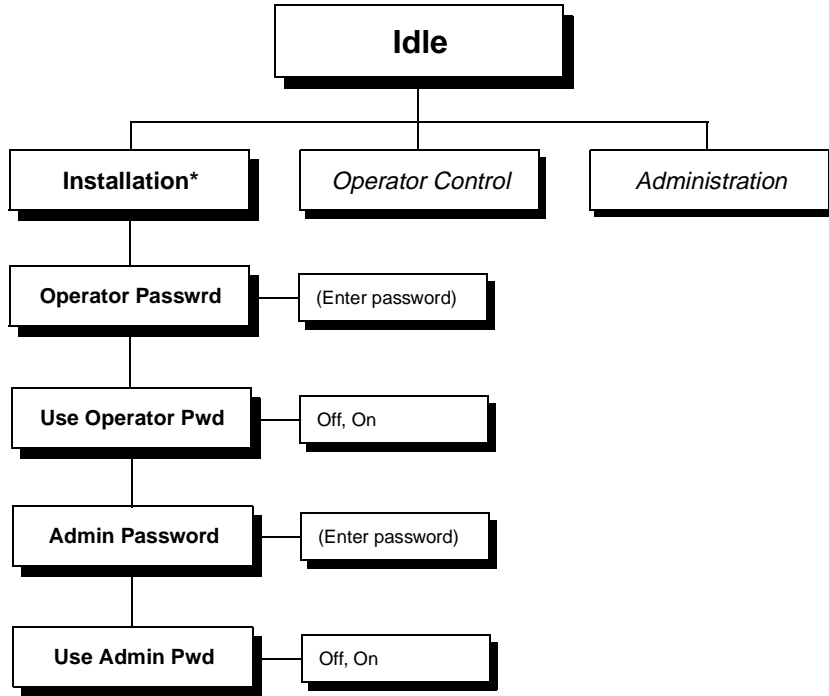 Idle
Installation*
Operator Control
Administration
Operator Passwrd
(Enter password)
Use Operator Pwd
Off, On
Admin Password
(Enter password)
Use Admin Pwd
Off, On